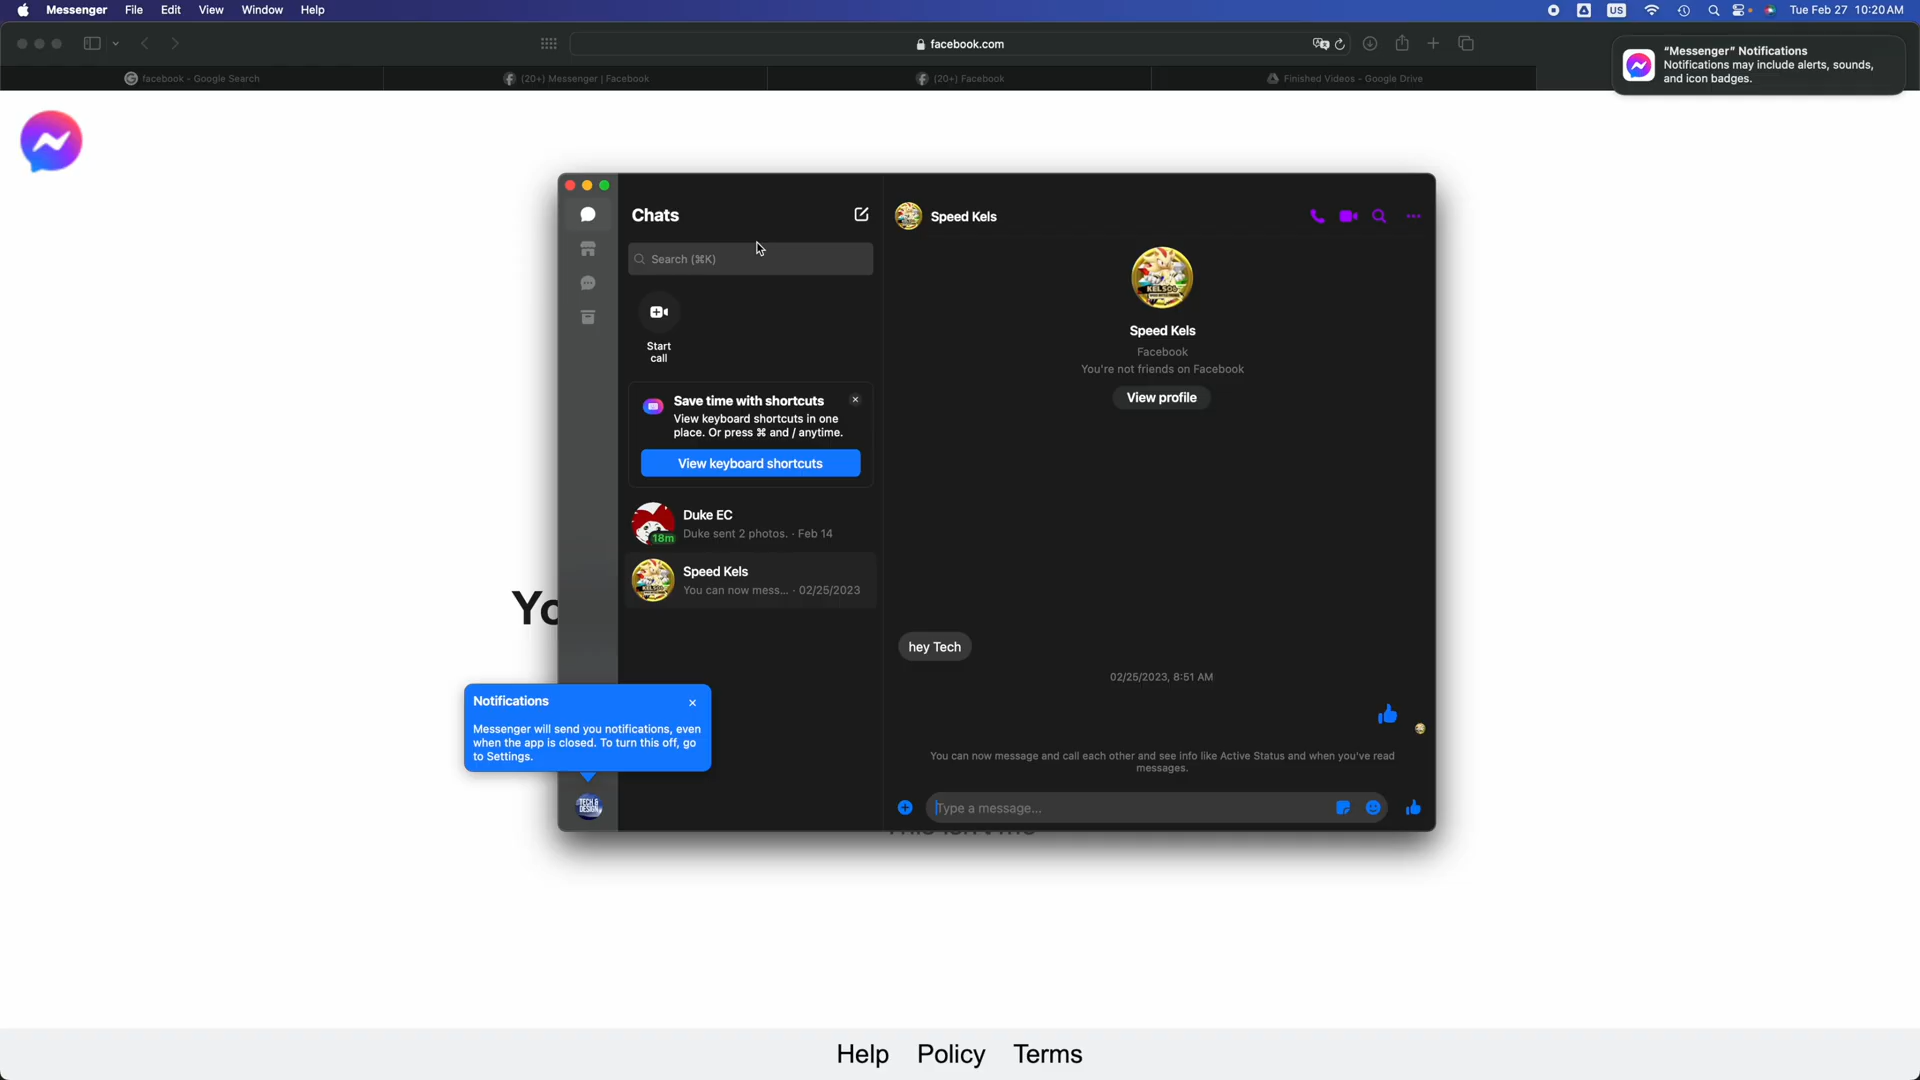 Messenger File Edit View Window Help
US
Tue Feb 27 10:20 AM
facebook.com
facebook - Google Search
(20+) Messenger | Facebook
(20+) Facebook
Finished Videos - Google Drive
"Messenger" Notifications
Notifications may include alerts, sounds,
and icon badges.
Chats
Search (⌘K)
Start
call
Save time with shortcuts
View keyboard shortcuts in one
place. Or press ⌘ and / anytime.
View keyboard shortcuts
Duke EC
Duke sent 2 photos. · Feb 14
18m
Speed Kels
You can now mess... · 02/25/2023
Yo
Notifications
Messenger will send you notifications, even
when the app is closed. To turn this off, go
to Settings.
TECH &
DESIGN
Speed Kels
Speed Kels
Facebook
You're not friends on Facebook
View profile
hey Tech
02/25/2023, 8:51 AM
You can now message and call each other and see info like Active Status and when you've read
messages.
Type a message...
Help Policy Terms